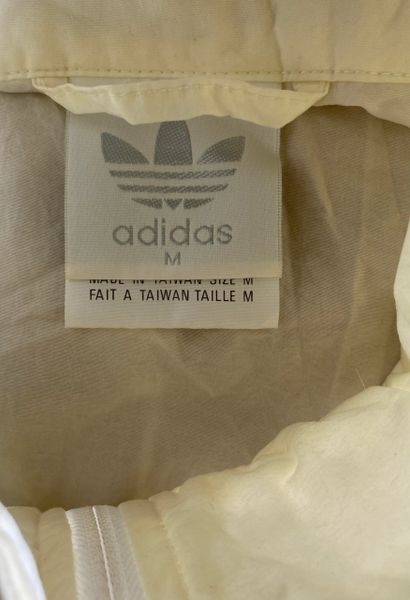 adidas
M
MADE IN TAIWAN SIZE M
FAIT A TAIWAN TAILLE M